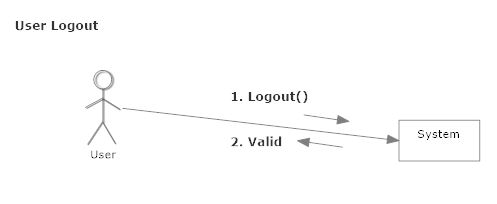 User Logout
1. Logout()
System
2. Valid
User